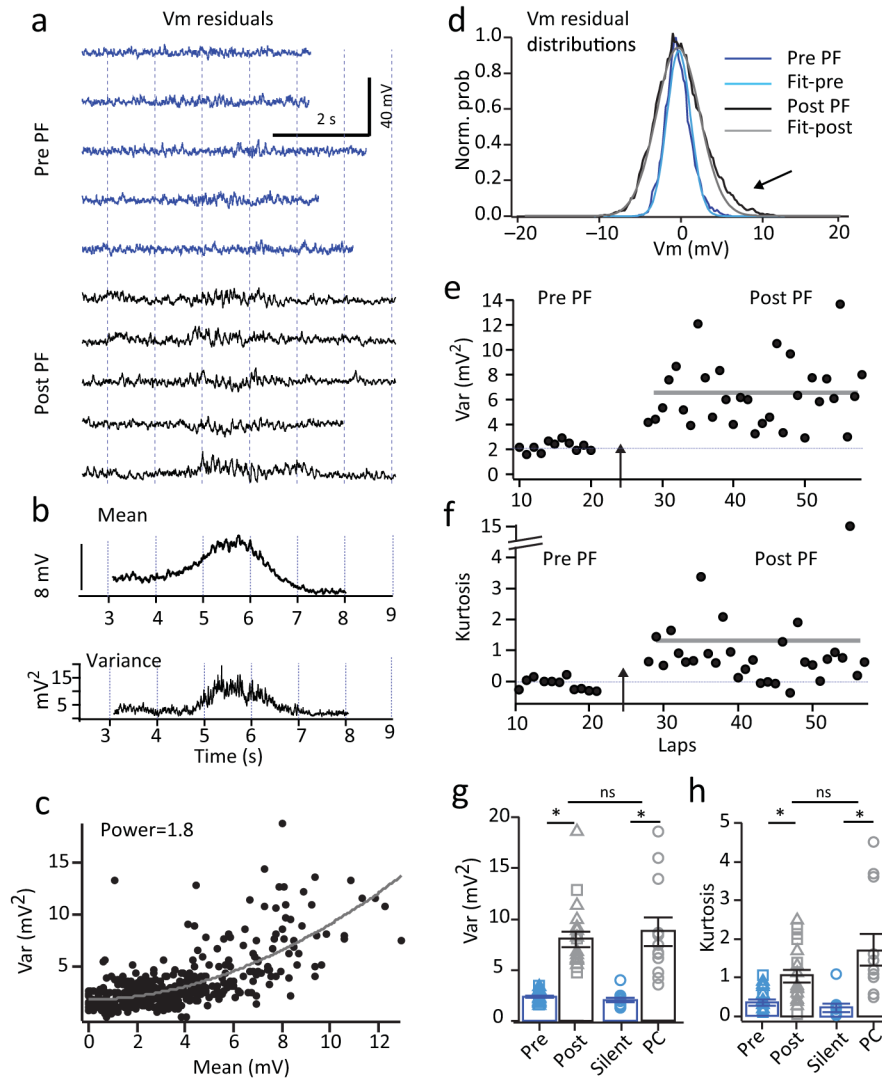 a
Vm residuals
Pre PF
2 s
40 mV
Post PF
b
Mean
8 mV
3 4 5 6 7 8 9
Variance
mV2
15
5
3 4 5 6 7 8 9
Time (s)
c
Power=1.8
Var (mV2)
15
10
5
0 2 4 6 8 10 12
Mean (mV)
d
Vm residual
distributions
Norm. prob
1.0
0.8
0.6
0.4
0.2
0.0
Pre PF
Fit-pre
Post PF
Fit-post
−20 −10 0 10 20
Vm (mV)
e
Pre PF Post PF
Var (mV2)
14
12
10
8
6
4
2
0
10 20 30 40 50
f
Pre PF Post PF
Kurtosis
15
4
3
2
1
0
10 20 30 40 50
Laps
g
ns
* *
Var (mV2)
20
15
10
5
0
Pre Post Silent PC
h
ns
* *
Kurtosis
5
4
3
2
1
0
Pre Post Silent PC